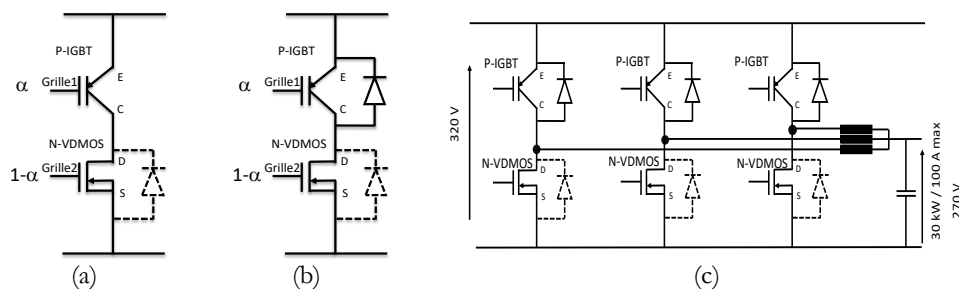 P-IGBT
α
Grille1
E
C
N-VDMOS
1-α
Grille2
D
S
(a)
P-IGBT
α
Grille1
E
C
N-VDMOS
1-α
Grille2
D
S
(b)
320 V
P-IGBT
E
C
P-IGBT
E
C
P-IGBT
E
C
N-VDMOS
D
S
N-VDMOS
D
S
N-VDMOS
D
S
30 kW / 100 A max
270 V
(c)